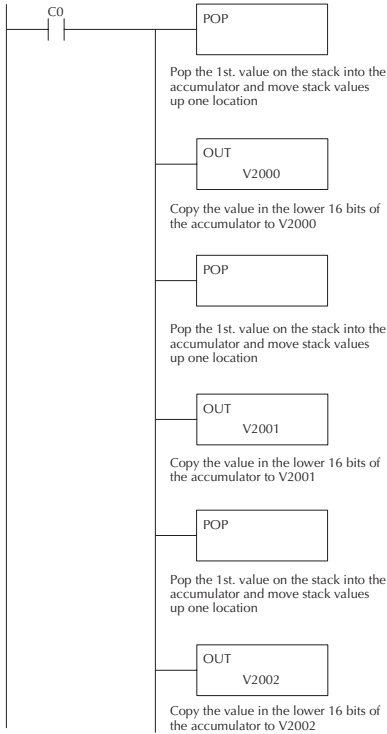 C0
POP
Pop the 1st. value on the stack into the
accumulator and move stack values
up one location
OUT
V2000
Copy the value in the lower 16 bits of
the accumulator to V2000
POP
Pop the 1st. value on the stack into the
accumulator and move stack values
up one location
OUT
V2001
Copy the value in the lower 16 bits of
the accumulator to V2001
POP
Pop the 1st. value on the stack into the
accumulator and move stack values
up one location
OUT
V2002
Copy the value in the lower 16 bits of
the accumulator to V2002